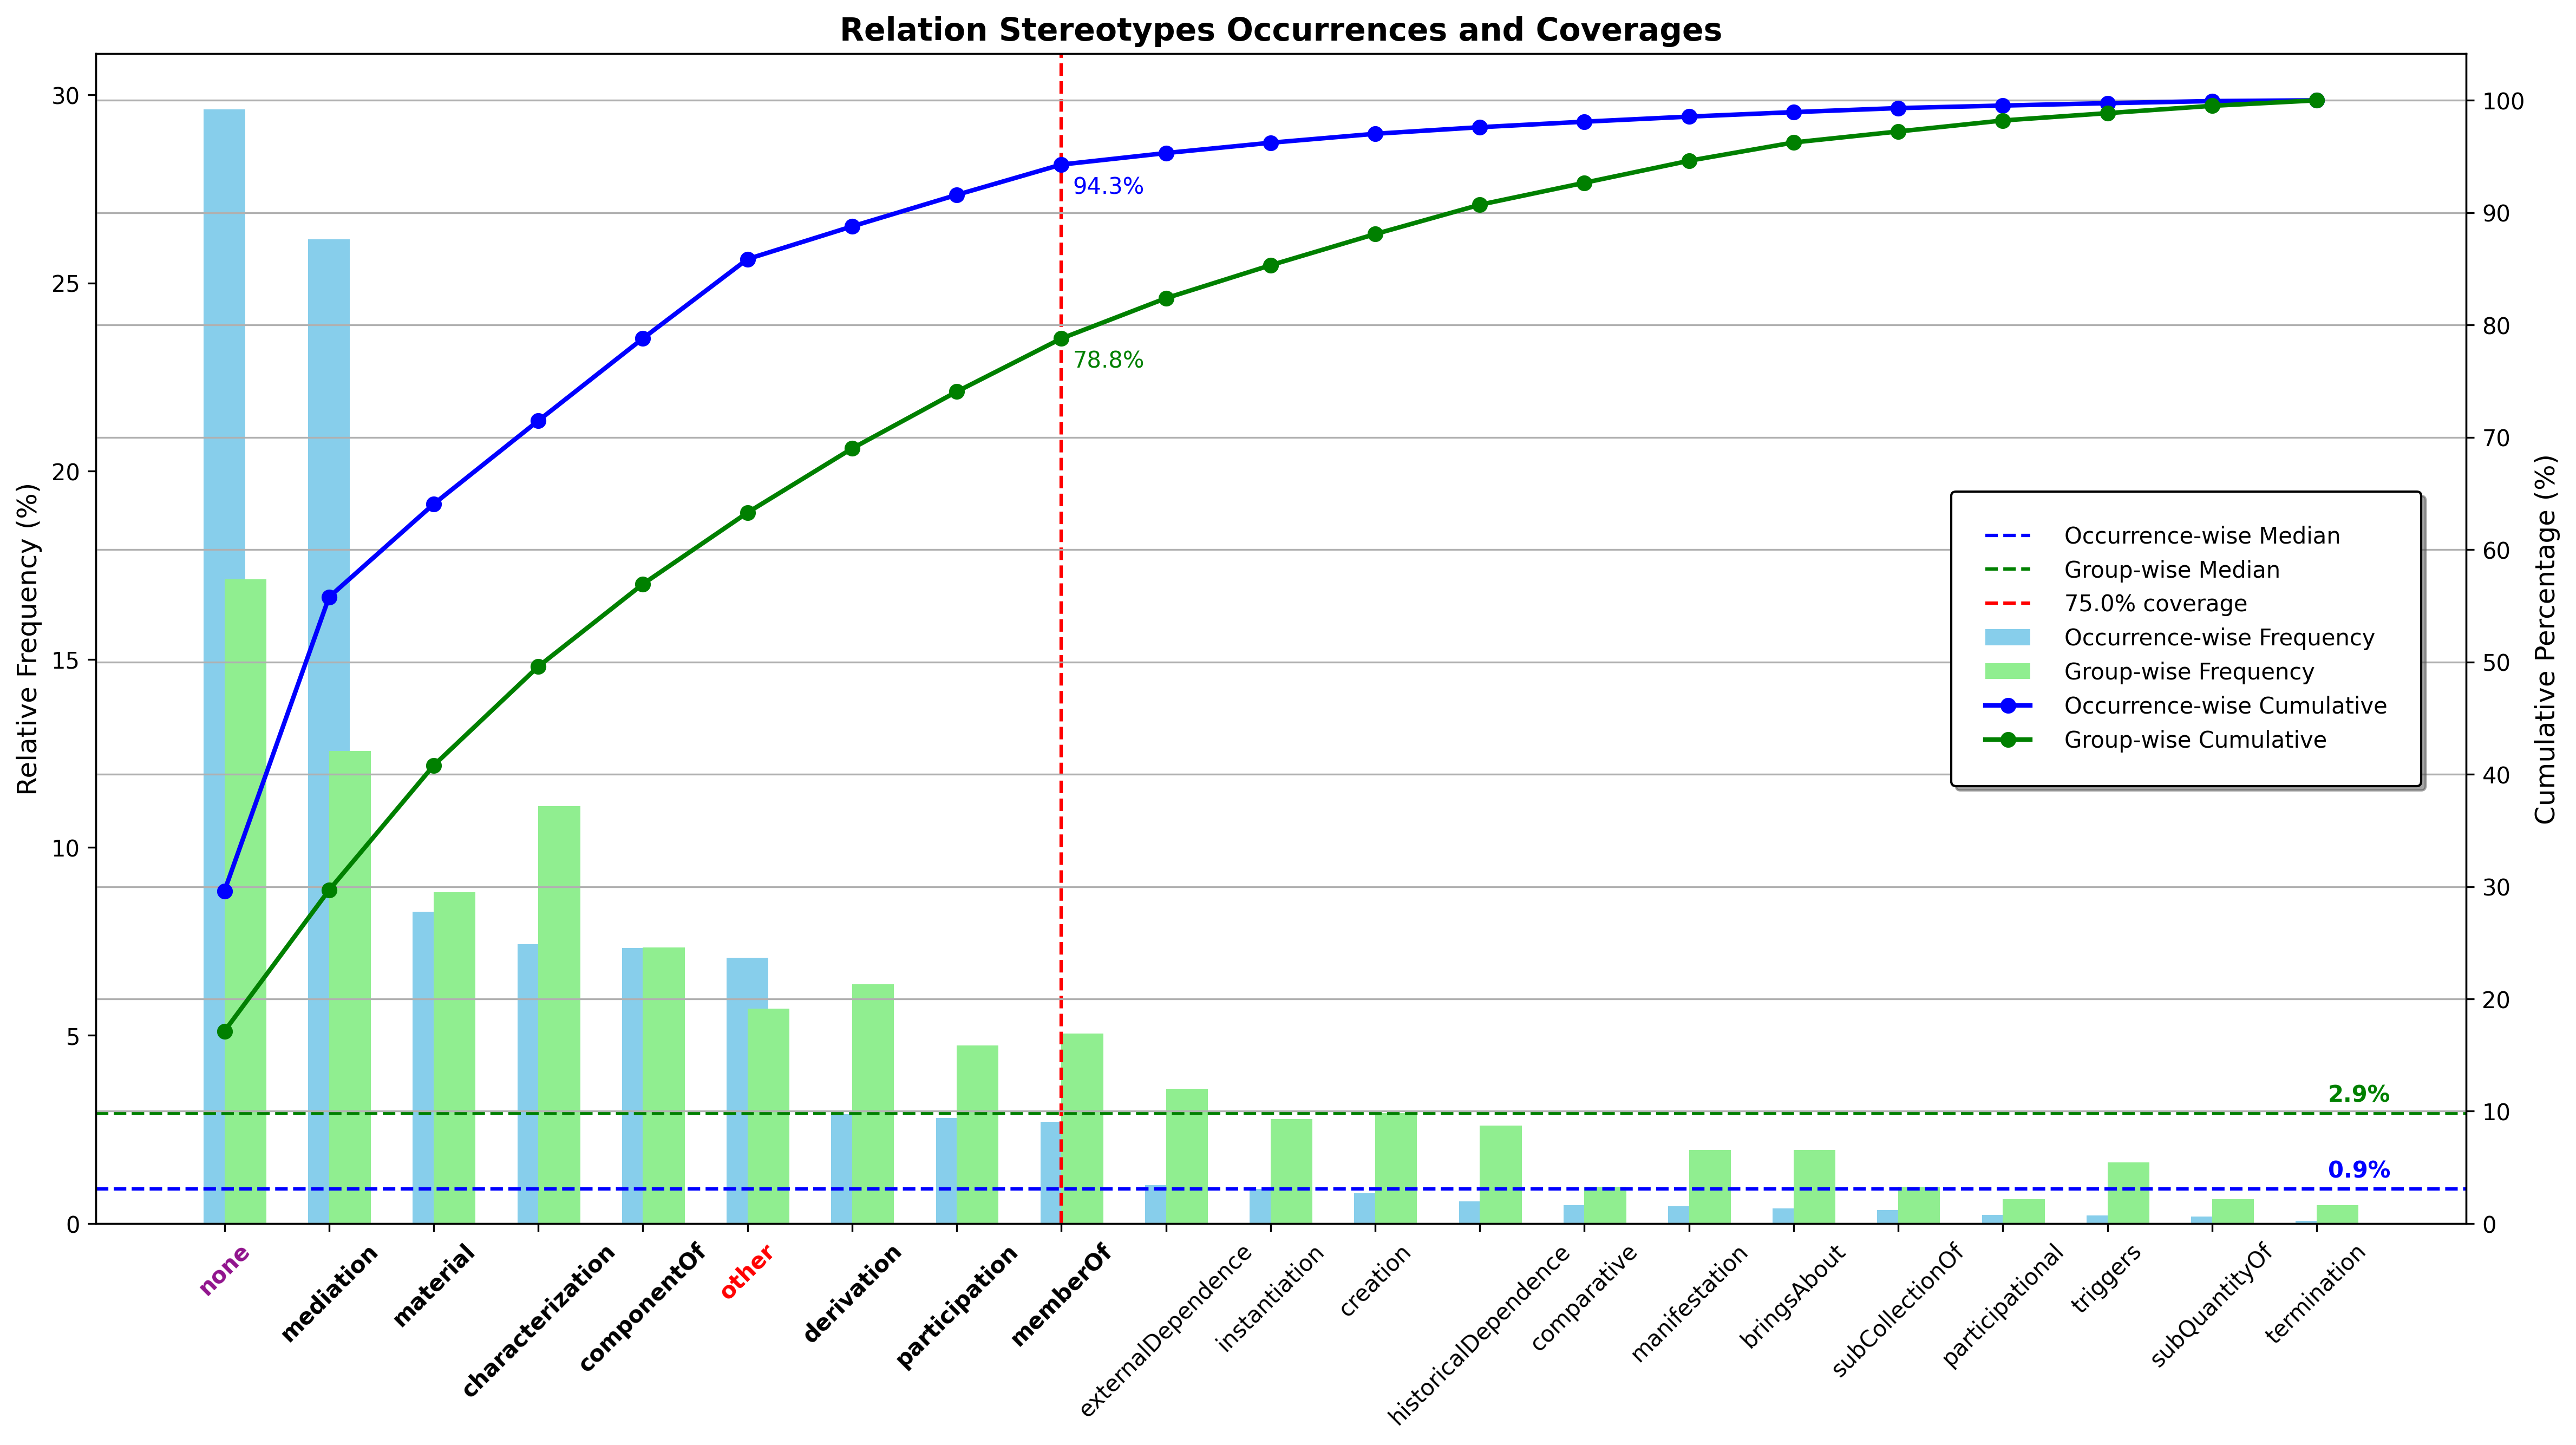 Relation Stereotypes Occurrences and Coverages
Relative Frequency (%)
30
25
20
15
10
5
0
94.3%
78.8%
2.9%
0.9%
Occurrence-wise Median
Group-wise Median
75.0% coverage
Occurrence-wise Frequency
Group-wise Frequency
Occurrence-wise Cumulative
Group-wise Cumulative
100
90
80
70
60
50
40
30
20
10
0
Cumulative Percentage (%)
none
mediation
material
characterization
componentOf
other
derivation
participation
memberOf
externalDependence
instantiation
creation
historicalDependence
comparative
manifestation
bringsAbout
subCollectionOf
participational
triggers
subQuantityOf
termination